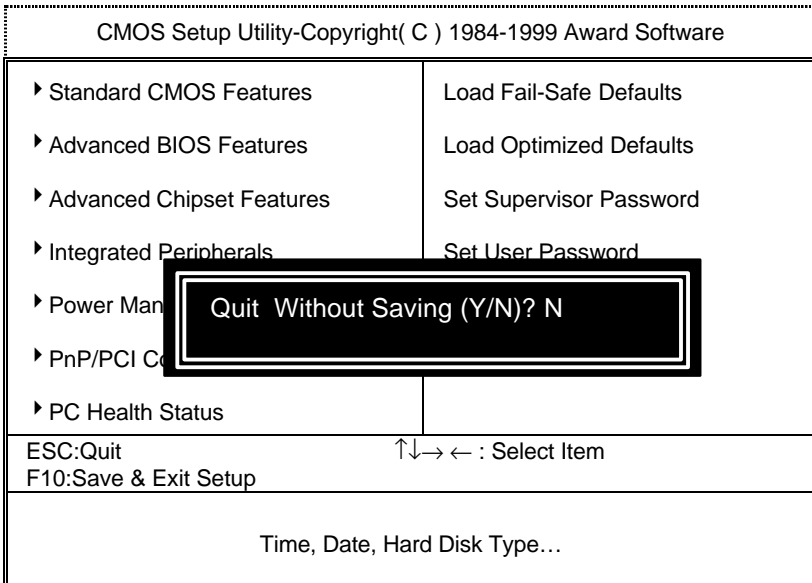 CMOS Setup Utility-Copyright( C ) 1984-1999 Award Software
Standard CMOS Features
Load Fail-Safe Defaults
Advanced BIOS Features
Load Optimized Defaults
Advanced Chipset Features
Set Supervisor Password
Integrated Peripherals
Set User Password
Power Man
Quit Without Saving (Y/N)? N
PnP/PCI Co
PC Health Status
ESC:Quit
↑↓→ ← : Select Item
F10:Save & Exit Setup
Time, Date, Hard Disk Type…